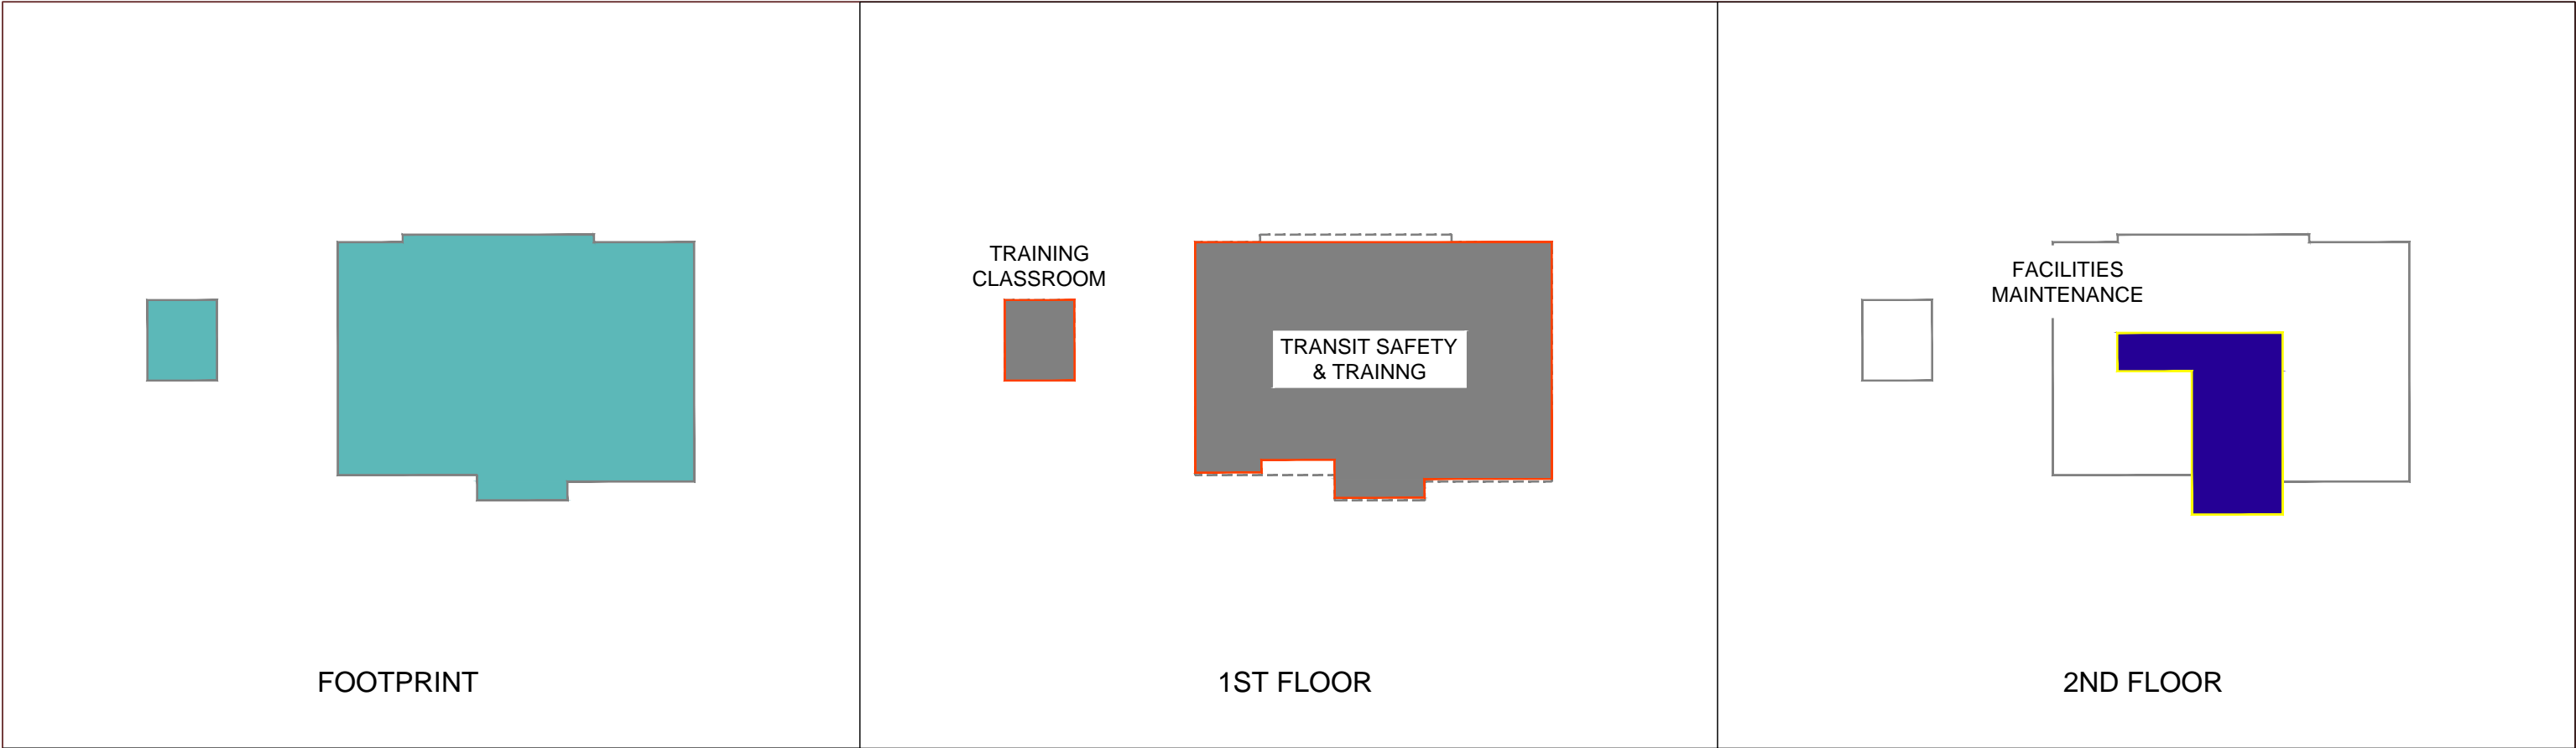 TRAINING
CLASSROOM
TRANSIT SAFETY
& TRAINNG
FACILITIES
MAINTENANCE
FOOTPRINT
1ST FLOOR
2ND FLOOR